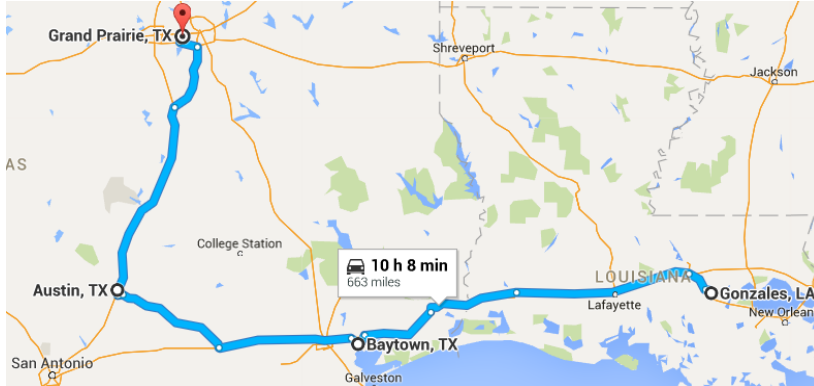 Grand Prairie, TX
Shreveport
Jackson
AS
College Station
10 h 8 min
663 miles
LOUISIANA
Austin, TX
Lafayette
Gonzales, LA
New Orlean
Baytown, TX
San Antonio
Galveston